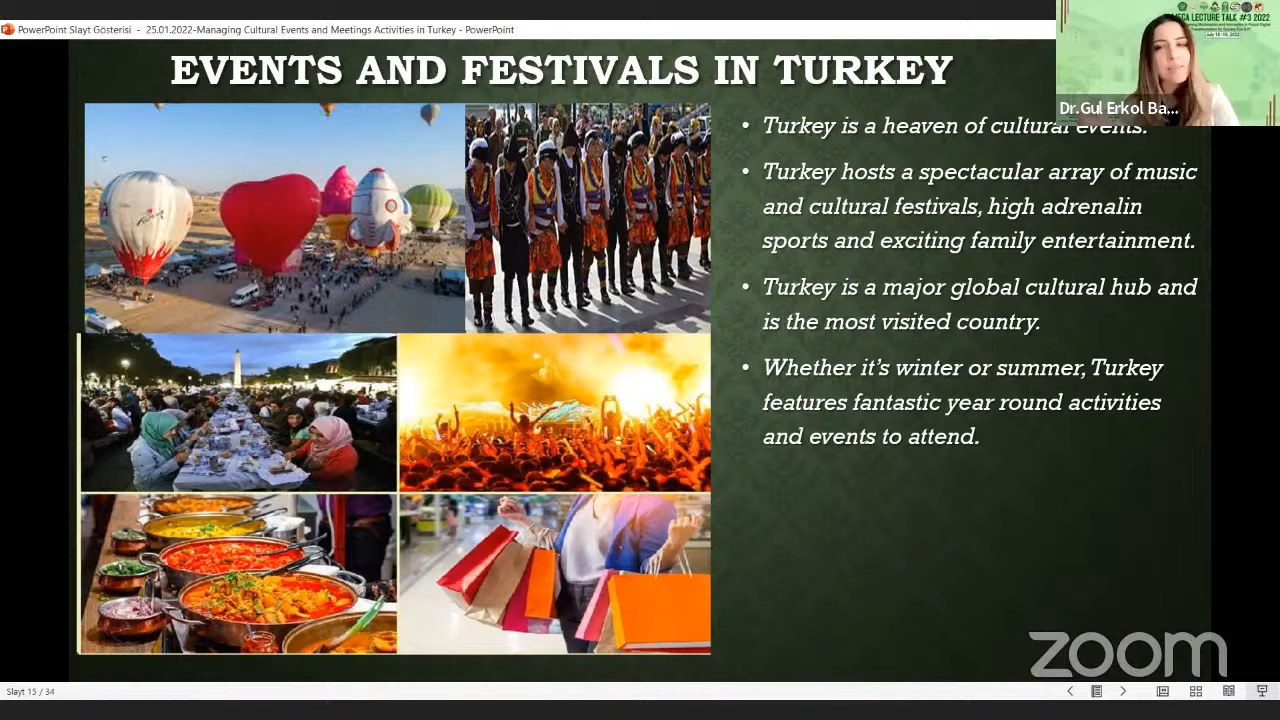 PowerPoint Slayt Gösterisi - 25.01.2022-Managing Cultural Events and Meetings Activities in Turkey - PowerPoint
EVENTS AND FESTIVALS IN TURKEY
LECTURE TALK #3 2022
Dr.Gul Erkol Ba...
• Turkey is a heaven of cultural events.
• Turkey hosts a spectacular array of music
and cultural festivals, high adrenalin
sports and exciting family entertainment.
• Turkey is a major global cultural hub and
is the most visited country.
• Whether it's winter or summer, Turkey
features fantastic year round activities
and events to attend.
zoom
Slayt 15 / 34